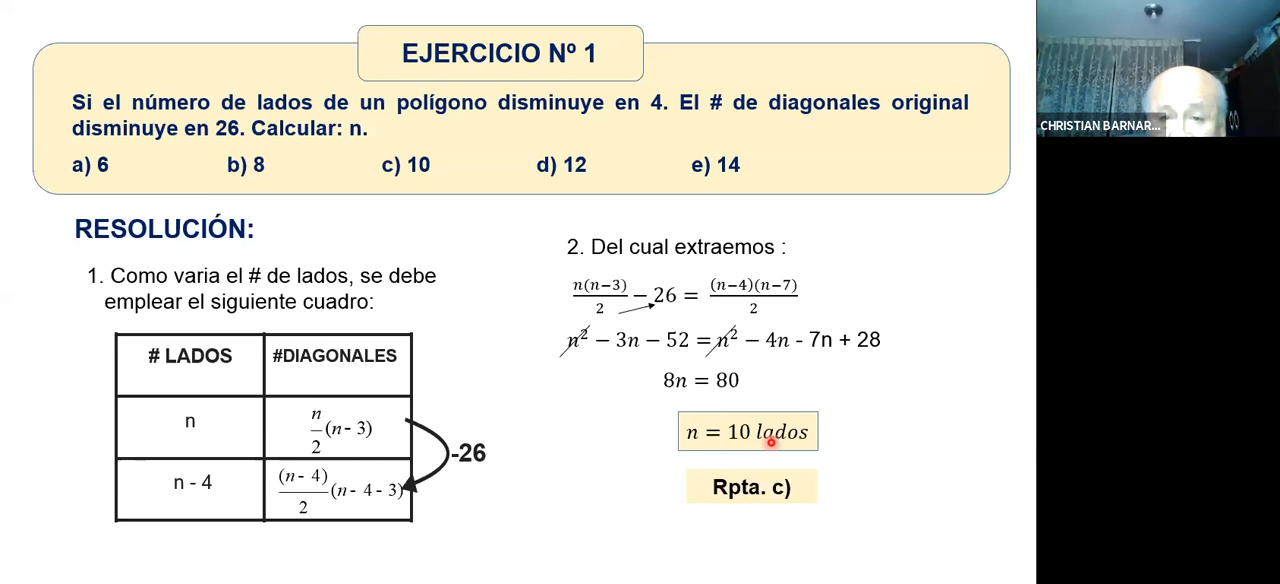 EJERCICIO Nº 1
Si el número de lados de un polígono disminuye en 4. El # de diagonales original
disminuye en 26. Calcular: n.
a) 6 b) 8 c) 10 d) 12 e) 14
RESOLUCIÓN:
1. Como varia el # de lados, se debe
emplear el siguiente cuadro:
# LADOS #DIAGONALES
n n/2 (n- 3)
n - 4 (n- 4)/2 (n- 4 - 3)
-26
2. Del cual extraemos :
n(n−3)/2 − 26 = (n−4)(n−7)/2
n² − 3n − 52 = n² − 4n - 7n + 28
8n = 80
n = 10 lados
Rpta. c)
CHRISTIAN BARNAR...